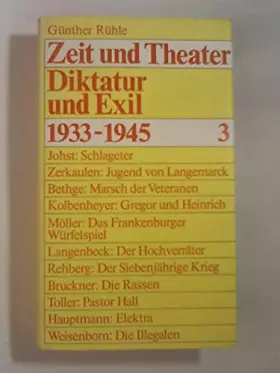 Günther Rühle
Zeit und Theater
Diktatur
und Exil
1933-1945 3
Johst: Schlageter
Zerkaulen: Jugend von Langemarck
Bethge: Marsch der Veteranen
Kolbenheyer: Gregor und Heinrich
Möller: Das Frankenburger
Würfelspiel
Langenbeck: Der Hochverräter
Rehberg: Der Siebenjährige Krieg
Bruckner: Die Rassen
Toller: Pastor Hall
Hauptmann: Elektra
Weisenborn: Die Illegalen